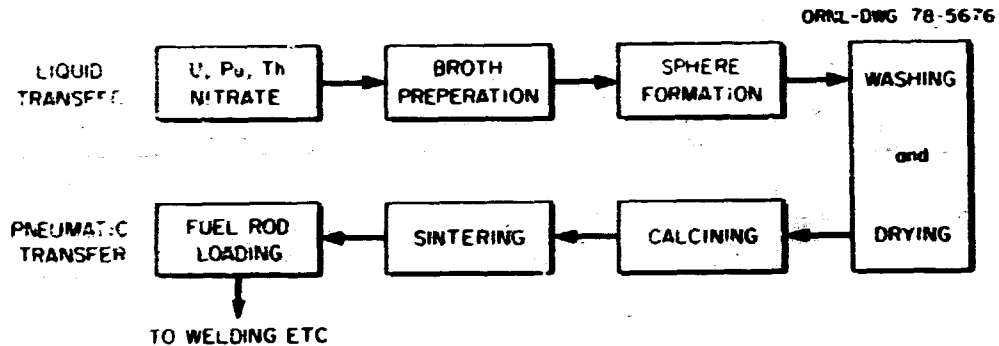 ORNL-DWG 78-5676
LIQUID
TRANSFER
U, Pu, Th
NITRATE
BROTH
PREPERATION
SPHERE
FORMATION
WASHING
and
DRYING
PNEUMATIC
TRANSFER
FUEL ROD
LOADING
SINTERING
CALCINING
TO WELDING ETC